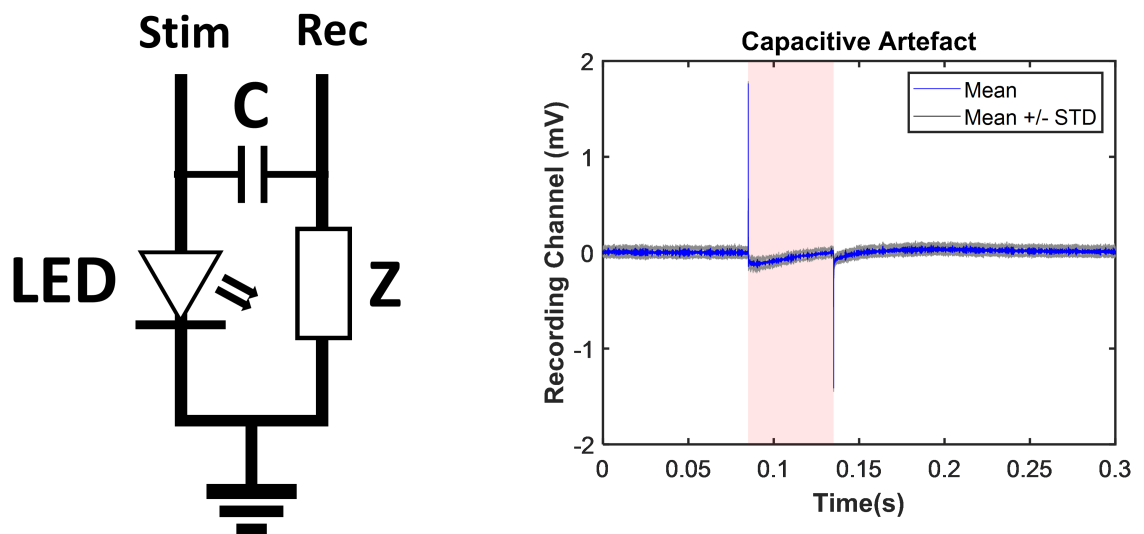 Stim Rec
C
LED
Z
Capacitive Artefact
Mean
Mean +/- STD
Recording Channel (mV)
2
1
0
-1
-2
0 0.05 0.1 0.15 0.2 0.25 0.3
Time(s)